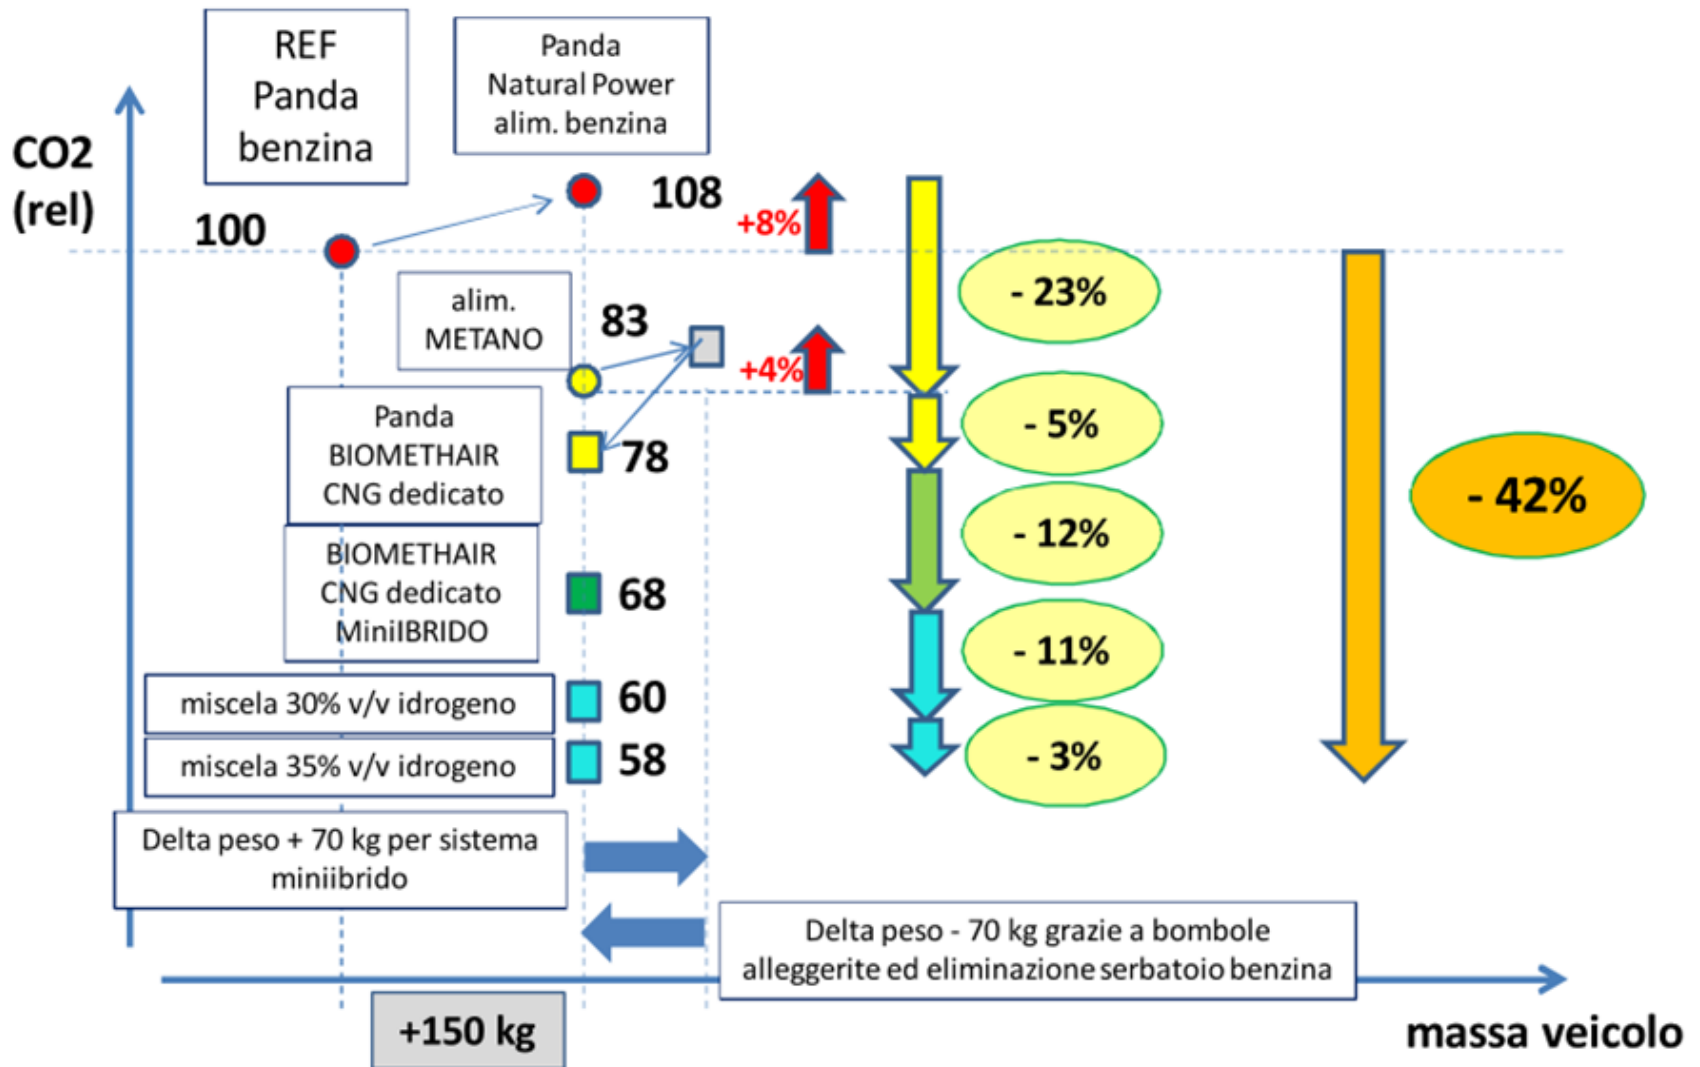 REF
Panda
benzina
Panda
Natural Power
alim. benzina
CO2
(rel)
100
108
+8%
- 23%
alim.
METANO
83
+4%
- 5%
Panda
BIOMETHAIR
CNG dedicato
78
- 42%
- 12%
BIOMETHAIR
CNG dedicato
MiniIBRIDO
68
- 11%
miscela 30% v/v idrogeno
60
miscela 35% v/v idrogeno
58
- 3%
Delta peso + 70 kg per sistema
miniibrido
Delta peso - 70 kg grazie a bombole
alleggerite ed eliminazione serbatoio benzina
+150 kg
massa veicolo